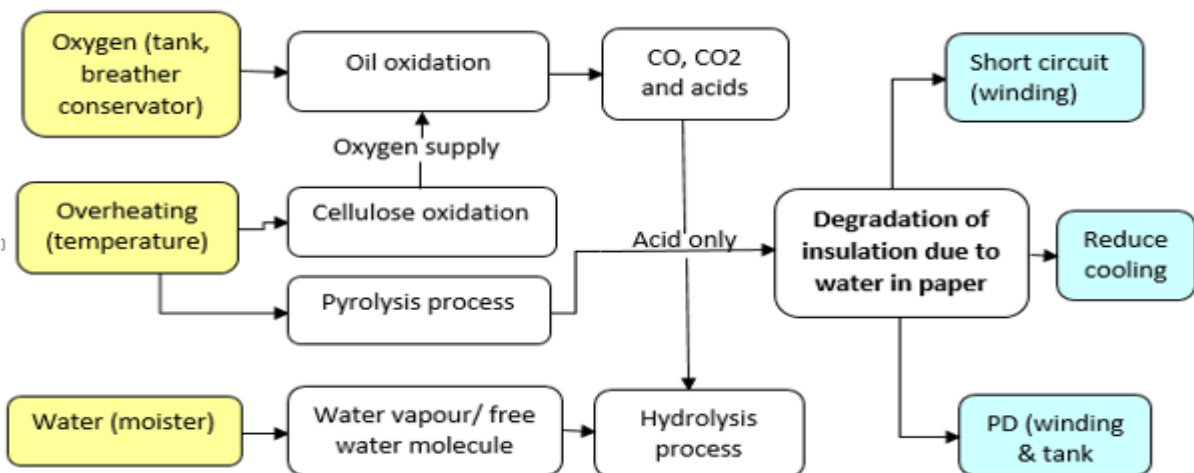 Oxygen (tank,
breather
conservator)
Oil oxidation
CO, CO2
and acids
Short circuit
(winding)
Oxygen supply
Overheating
(temperature)
Cellulose oxidation
Acid only
Degradation of
insulation due to
water in paper
Reduce
cooling
Pyrolysis process
Water (moister)
Water vapour/ free
water molecule
Hydrolysis
process
PD (winding
& tank